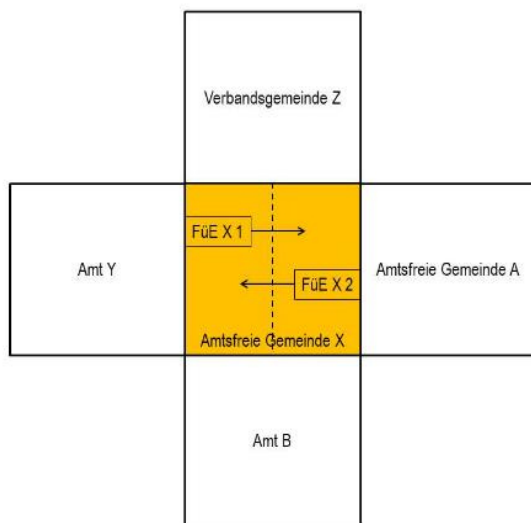 Verbandsgemeinde Z
FüE X 1
Amt Y
FüE X 2
Amtsfreie Gemeinde A
Amtsfreie Gemeinde X
Amt B